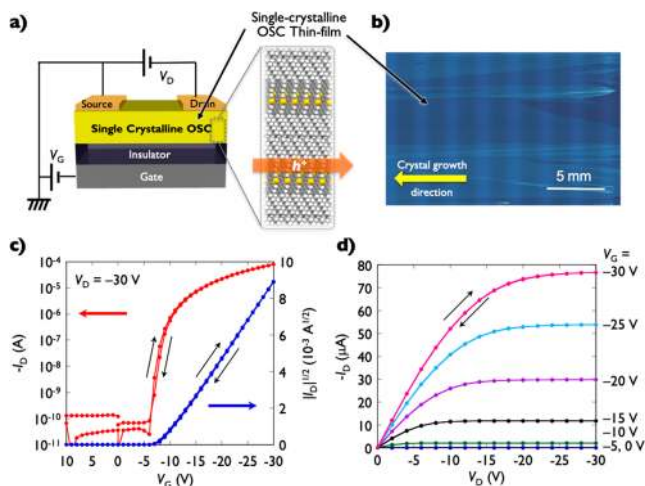 a)
Single-crystalline
OSC Thin-film
b)
V_D
Source
Drain
Single Crystalline OSC
Insulator
Gate
V_G
h⁺
Crystal growth
direction
5 mm
c)
V_D = −30 V
10⁻⁴
10⁻⁵
10⁻⁶
10⁻⁷
10⁻⁸
10⁻⁹
10⁻¹⁰
10⁻¹¹
-I_D (A)
10
8
6
4
2
0
|I_D|^1/2 (10⁻³ A^1/2)
10 5 0 -5 -10 -15 -20 -25 -30
V_G (V)
d)
V_G =
−30 V
−25 V
−20 V
−15 V
−10 V
−5, 0 V
80
70
60
50
40
30
20
10
0
-I_D (μA)
0 -5 -10 -15 -20 -25 -30
V_D (V)